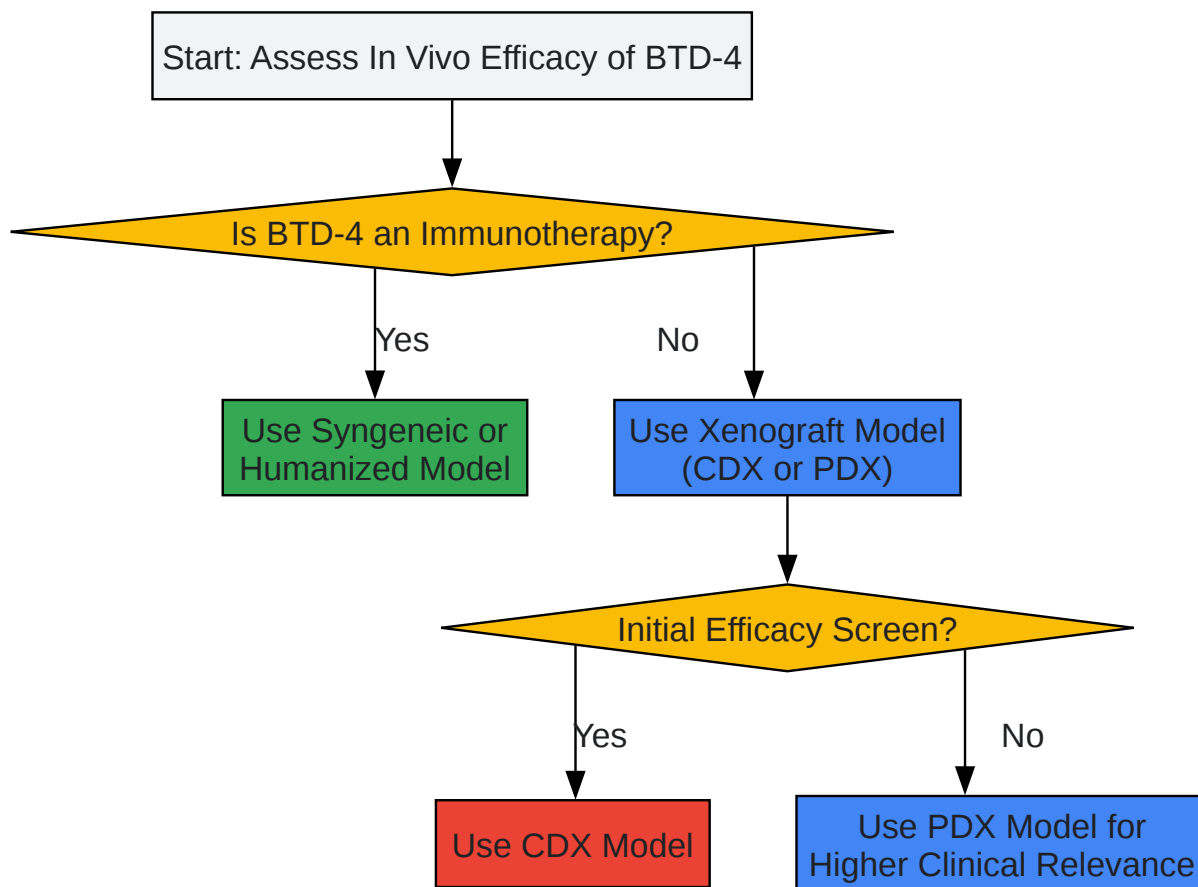 Start: Assess In Vivo Efficacy of BTD-4
Is BTD-4 an Immunotherapy?
Yes
No
Use Syngeneic or
Humanized Model
Use Xenograft Model
(CDX or PDX)
Initial Efficacy Screen?
Yes
No
Use CDX Model
Use PDX Model for
Higher Clinical Relevance